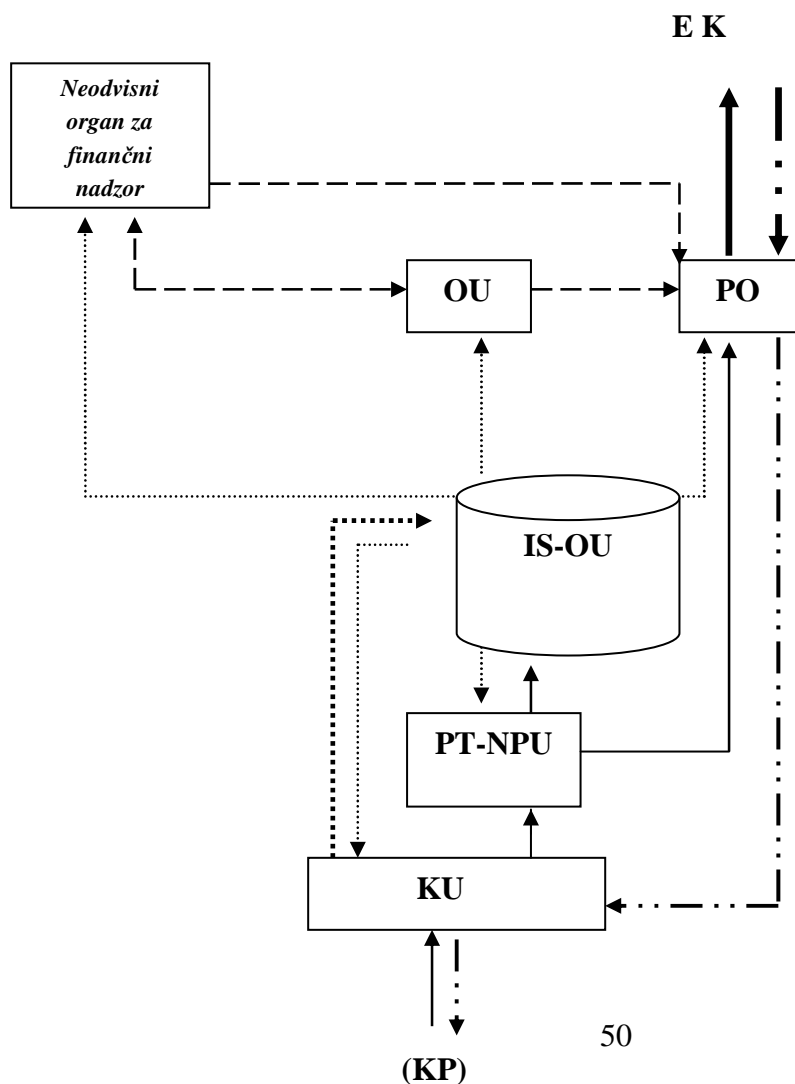 E K
Neodvisni
organ za
finančni
nadzor
OU
PO
IS-OU
PT-NPU
KU
50
(KP)